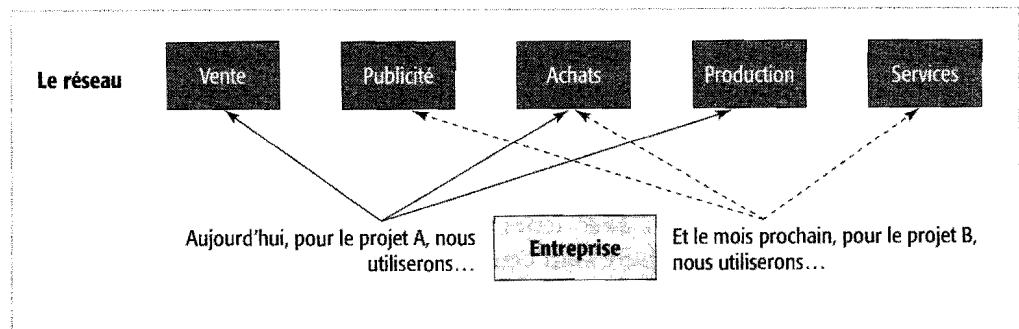 Le réseau
Vente
Publicité
Achats
Production
Services
Aujourd'hui, pour le projet A, nous
utiliserons…
Entreprise
Et le mois prochain, pour le projet B,
nous utiliserons…